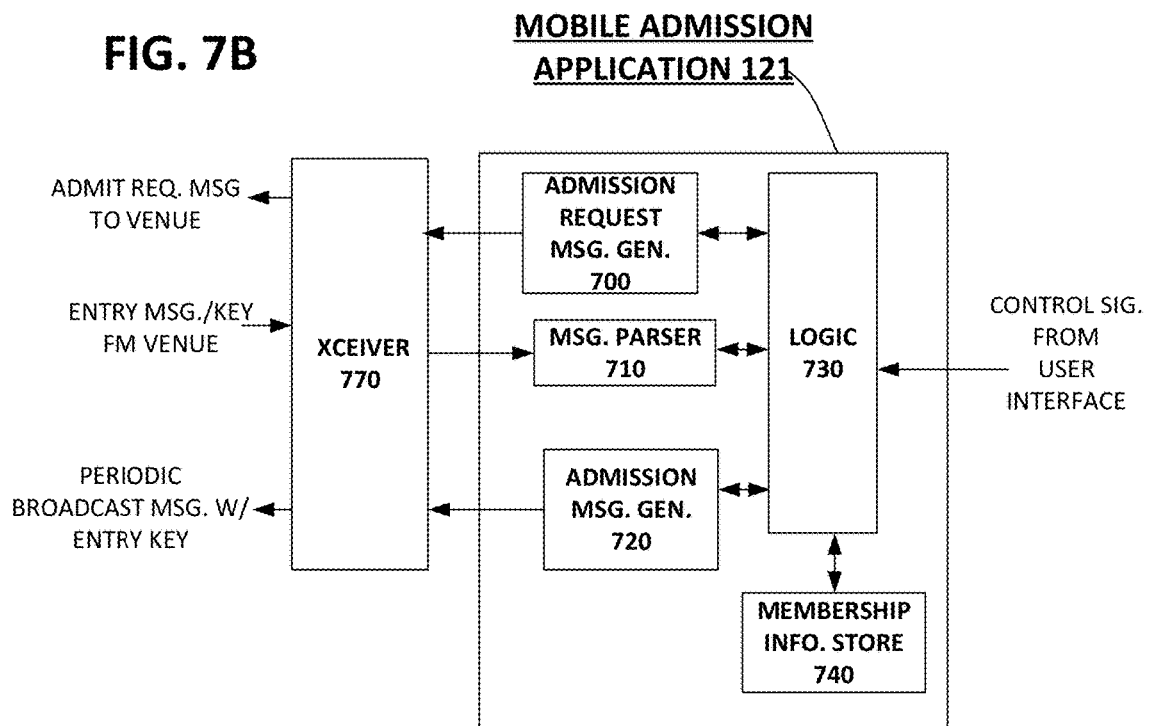 FIG. 7B
MOBILE ADMISSION
APPLICATION 121
ADMIT REQ. MSG
TO VENUE
ENTRY MSG./KEY
FM VENUE
PERIODIC
BROADCAST MSG. W/
ENTRY KEY
XCEIVER
770
ADMISSION
REQUEST
MSG. GEN.
700
MSG. PARSER
710
ADMISSION
MSG. GEN.
720
LOGIC
730
MEMBERSHIP
INFO. STORE
740
CONTROL SIG.
FROM
USER
INTERFACE